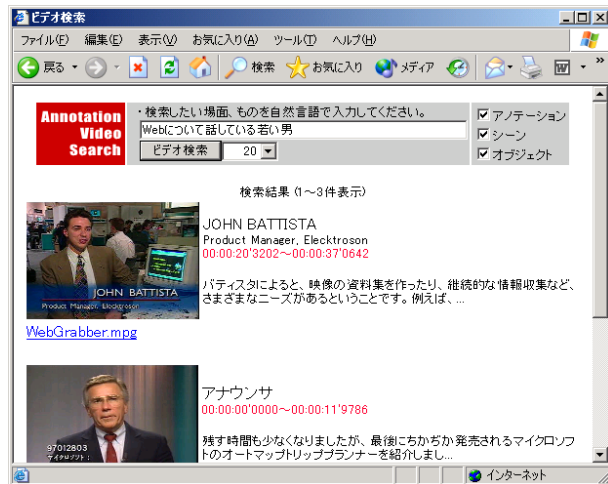 ビデオ検索
ファイル(F) 編集(E) 表示(V) お気に入り(A) ツール(T) ヘルプ(H)
戻る 検索 お気に入り メディア W »
Annotation
Video
Search
・検索したい場面、ものを自然言語で入力してください。
Webについて話している若い男
ビデオ検索 20
アノテーション
シーン
オブジェクト
検索結果 (1～3件表示)
JOHN BATTISTA
Product Manager, Elecktroson
JOHN BATTISTA
Product Manager, Elecktroson
00:00:20'3202～00:00:37'0642
バティスタによると、映像の資料集を作ったり、継続的な情報収集など、
さまざまなニーズがあるということです。例えば、...
WebGrabber.mpg
97012803
マイクロソフト:
アナウンサ
00:00:00'0000～00:00:11'9786
残す時間も少なくなりましたが、最後にちかぢか発売されるマイクロソフ
トのオートマップトリッププランナーを紹介しまし...
インターネット